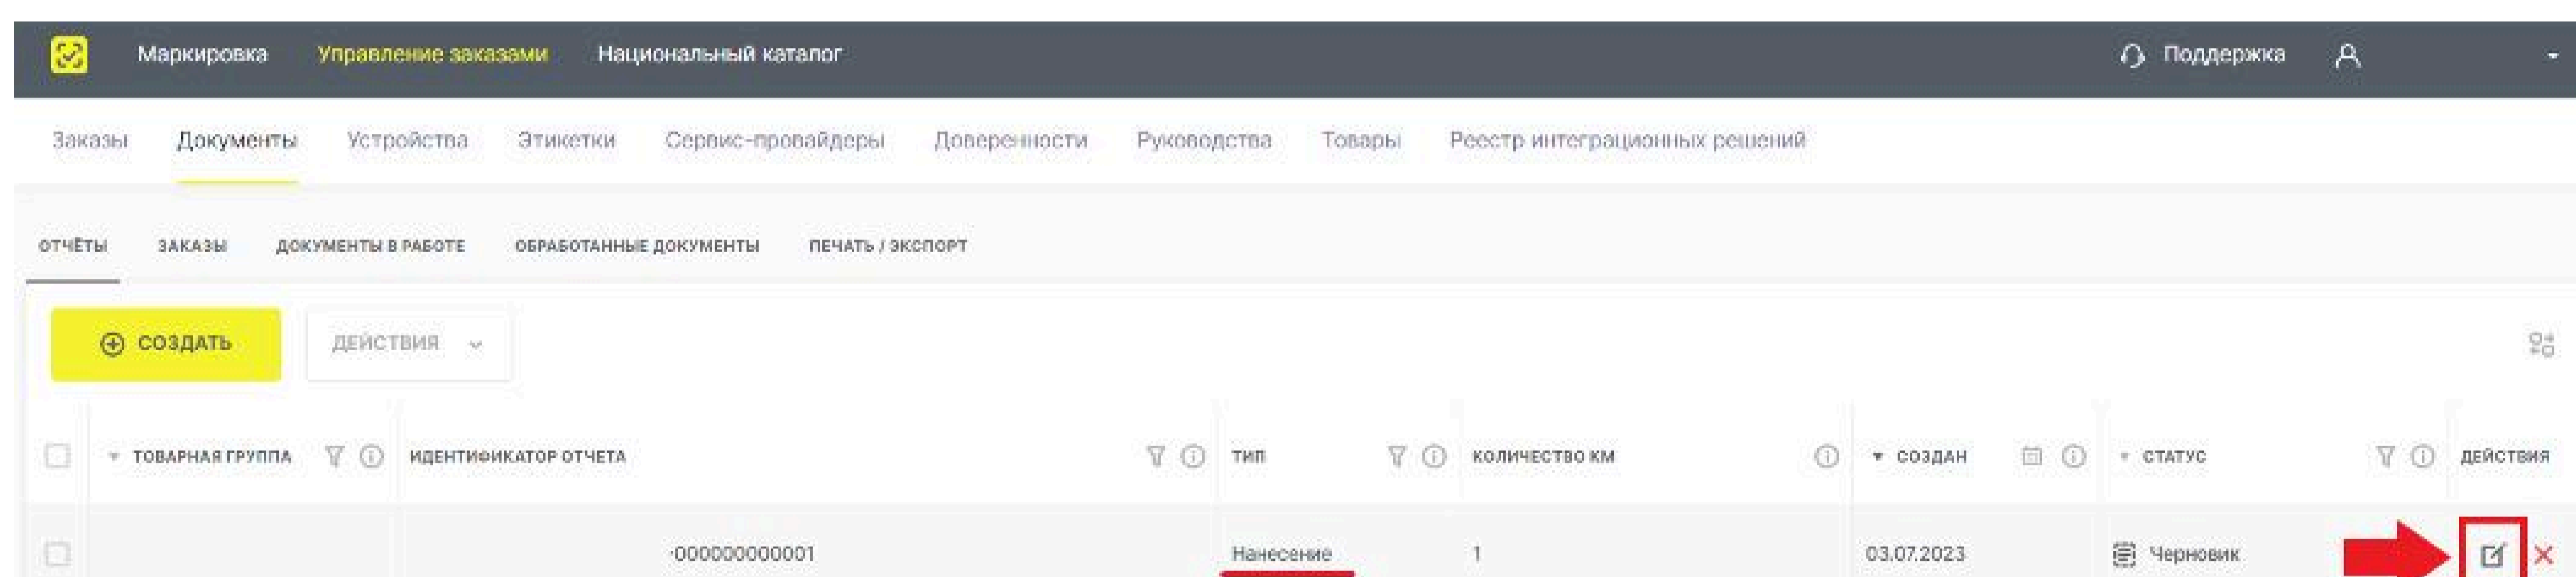 Маркировка Управление заказами Национальный каталог Поддержка
Заказы Документы Устройства Этикетки Сервис-провайдеры Доверенности Руководства Товары Реестр интеграционных решений
ОТЧЁТЫ ЗАКАЗЫ ДОКУМЕНТЫ В РАБОТЕ ОБРАБОТАННЫЕ ДОКУМЕНТЫ ПЕЧАТЬ / ЭКСПОРТ
СОЗДАТЬ ДЕЙСТВИЯ
ТОВАРНАЯ ГРУППА ИДЕНТИФИКАТОР ОТЧЕТА ТИП КОЛИЧЕСТВО КМ СОЗДАН СТАТУС ДЕЙСТВИЯ
-000000000001 Нанесение 1 03.07.2023 Черновик